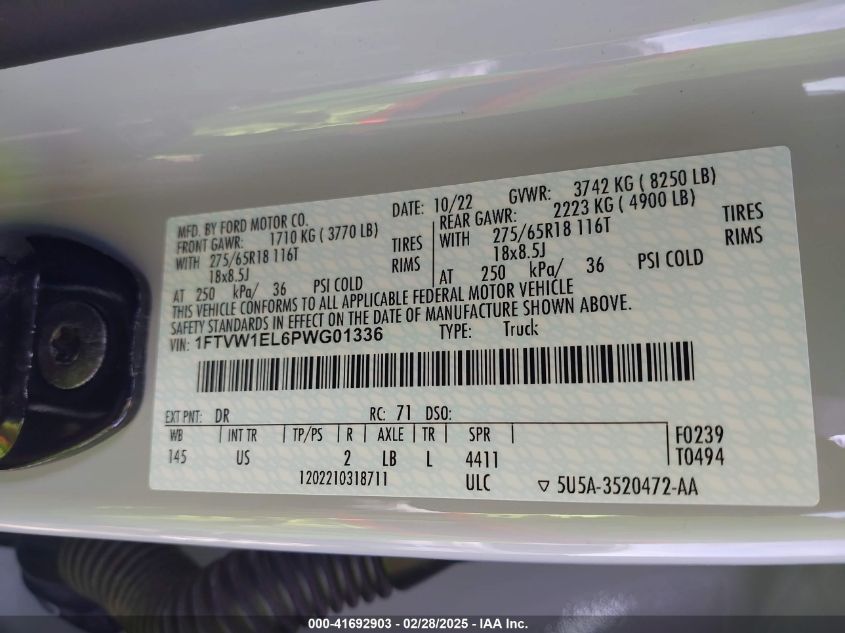 MFD. BY FORD MOTOR CO.
DATE: 10/22 GVWR: 3742 KG ( 8250 LB)
FRONT GAWR: 1710 KG ( 3770 LB)
REAR GAWR: 2223 KG ( 4900 LB)
WITH 275/65R18 116T TIRES
WITH 275/65R18 116T TIRES
18x8.5J RIMS
18x8.5J RIMS
AT 250 kPa/ 36 PSI COLD
AT 250 kPa/ 36 PSI COLD
THIS VEHICLE CONFORMS TO ALL APPLICABLE FEDERAL MOTOR VEHICLE
SAFETY STANDARDS IN EFFECT ON THE DATE OF MANUFACTURE SHOWN ABOVE.
VIN: 1FTVW1EL6PWG01336 TYPE: Truck
EXT PNT: DR RC: 71 DSO:
WB INT TR TP/PS R AXLE TR SPR F0239
145 US 2 LB L 4411 T0494
1202210318711 ULC ▽ 5U5A-3520472-AA
000-41692903 - 02/28/2025 - IAA Inc.